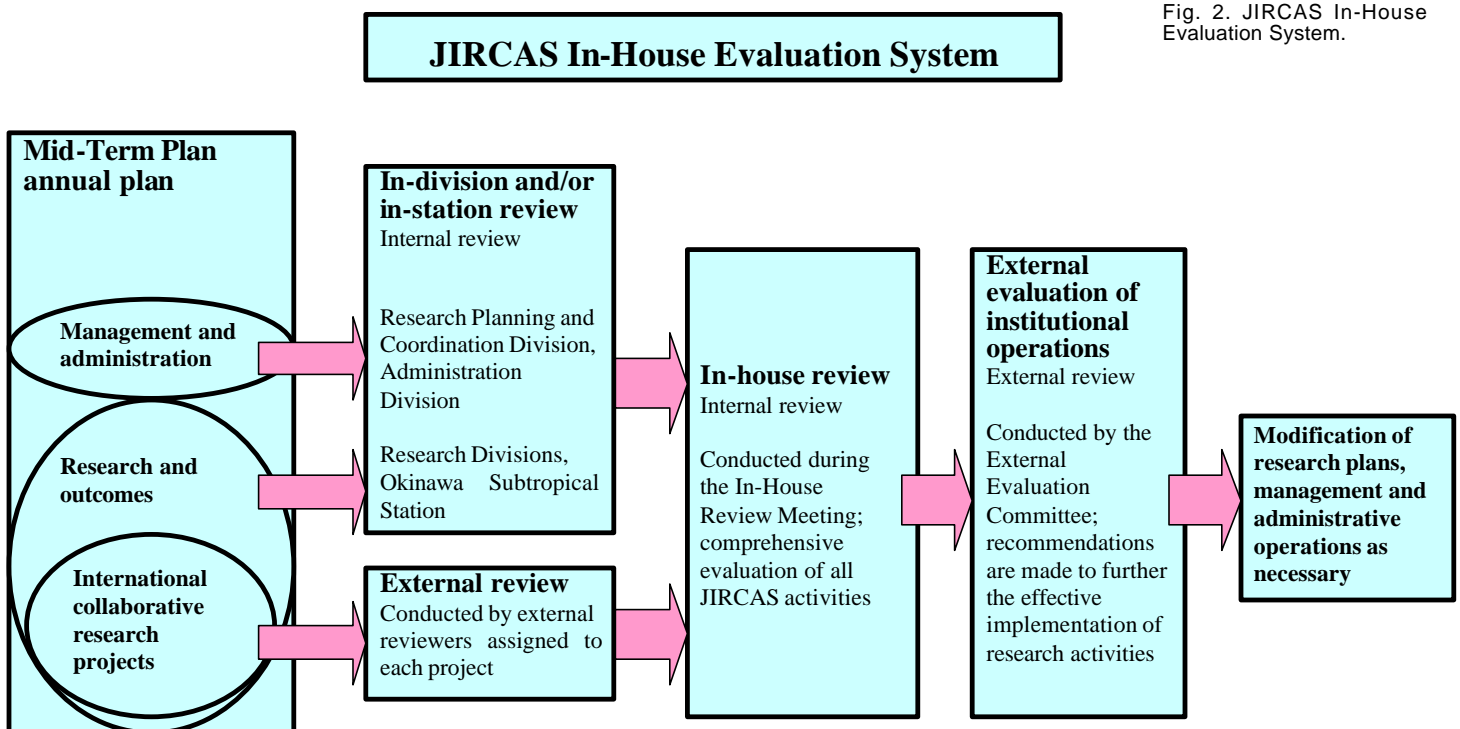 Fig. 2. JIRCAS In-House
Evaluation System.
JIRCAS In-House Evaluation System
Mid-Term Plan
annual plan
Management and
administration
Research and
outcomes
International
collaborative
research
projects
In-division and/or
in-station review
Internal review
Research Planning and
Coordination Division,
Administration
Division
Research Divisions,
Okinawa Subtropical
Station
External review
Conducted by external
reviewers assigned to
each project
In-house review
Internal review
Conducted during
the In-House
Review Meeting;
comprehensive
evaluation of all
JIRCAS activities
External
evaluation of
institutional
operations
External review
Conducted by the
External
Evaluation
Committee;
recommendations
are made to further
the effective
implementation of
research activities
Modification of
research plans,
management and
administrative
operations as
necessary